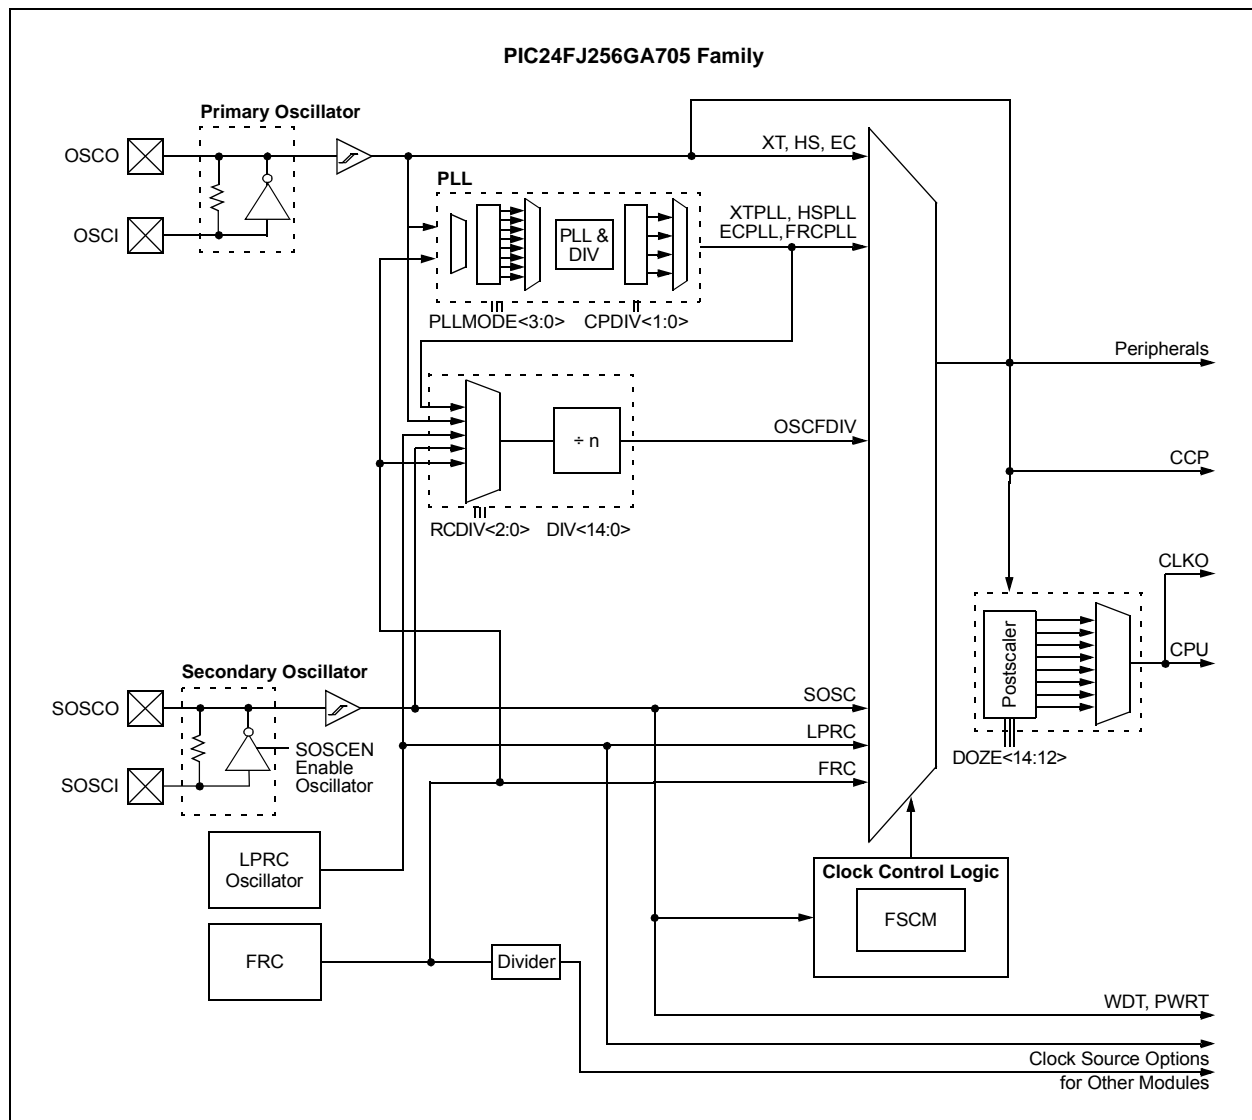 PIC24FJ256GA705 Family
Primary Oscillator
OSCO
OSCI
XT, HS, EC
PLL
XTPLL, HSPLL
ECPLL,FRCPLL
PLL &
DIV
PLLMODE<3:0>
CPDIV<1:0>
Peripherals
÷ n
OSCFDIV
CCP
RCDIV<2:0>
DIV<14:0>
CLKO
Postscaler
CPU
DOZE<14:12>
Secondary Oscillator
SOSCO
SOSCI
SOSCEN
Enable
Oscillator
SOSC
LPRC
FRC
LPRC
Oscillator
Clock Control Logic
FSCM
FRC
Divider
WDT, PWRT
Clock Source Options
for Other Modules